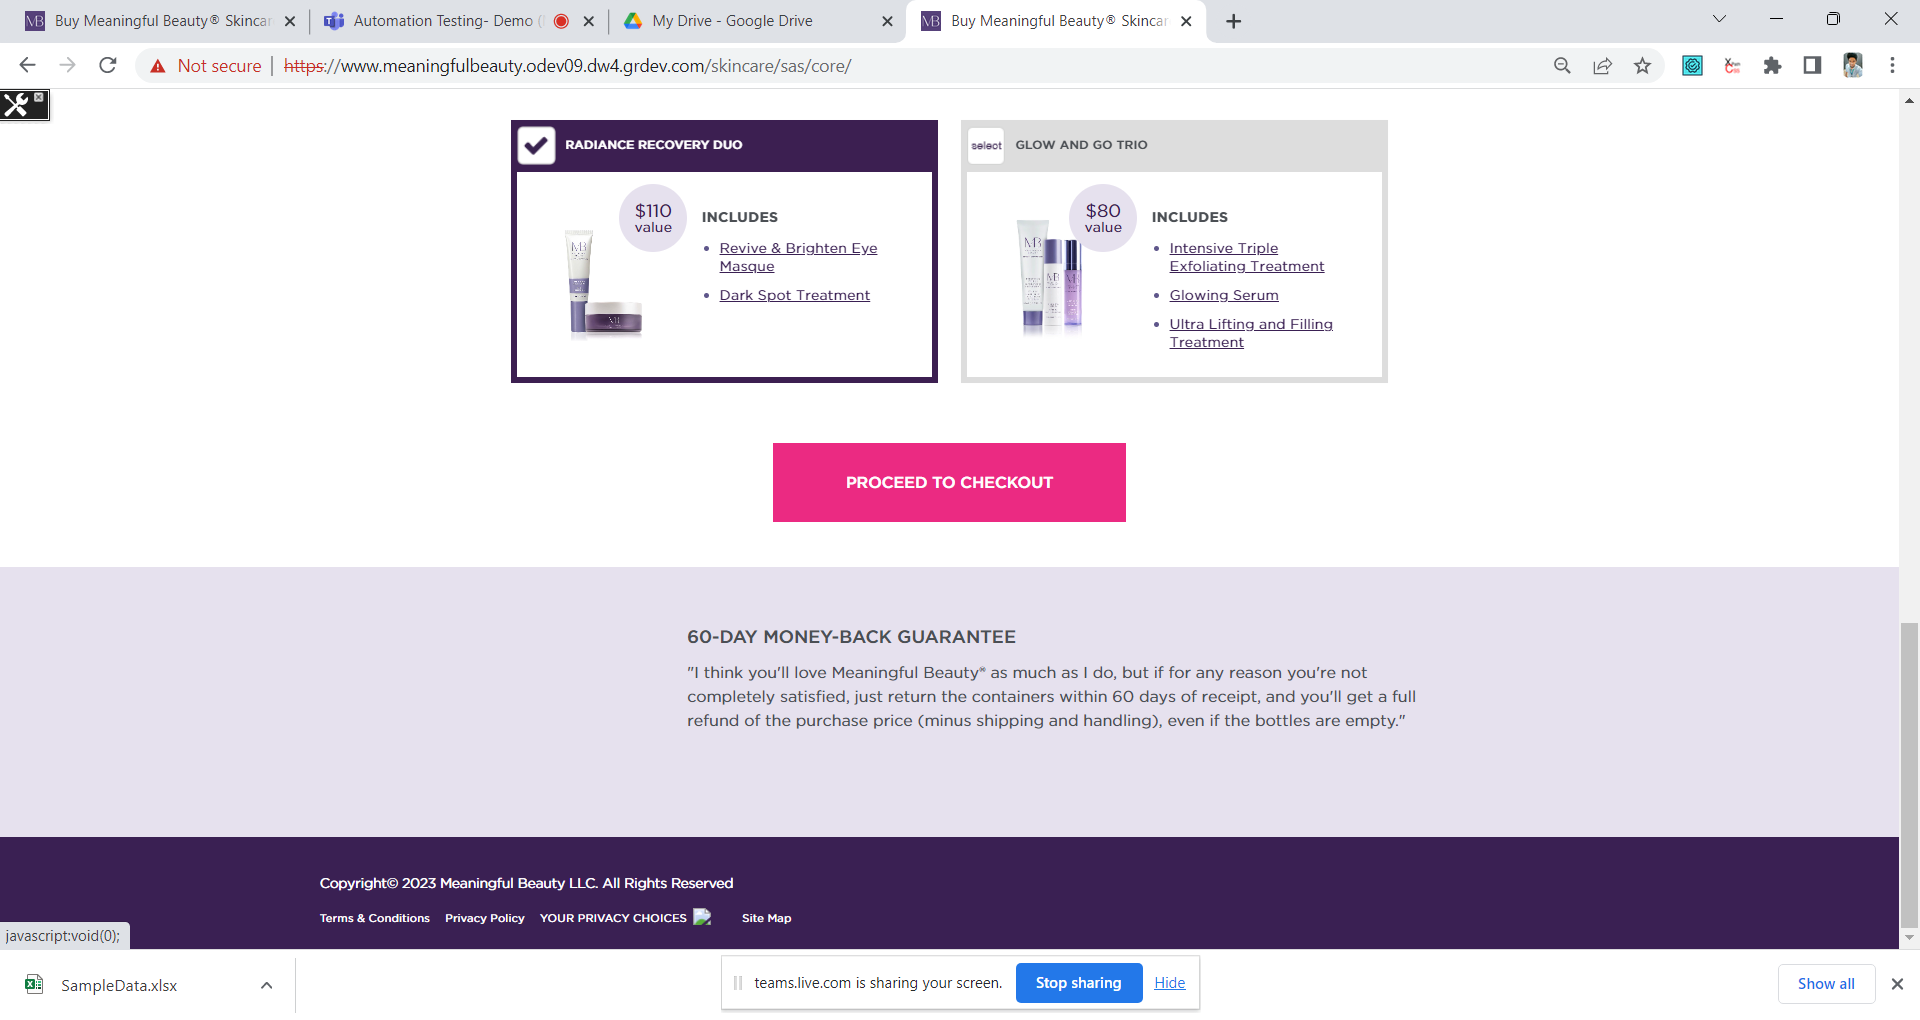 Buy Meaningful Beauty® Skincar
Automation Testing- Demo (
My Drive - Google Drive
Buy Meaningful Beauty® Skincar
Not secure
https://www.meaningfulbeauty.odev09.dw4.grdev.com/skincare/sas/core/
RADIANCE RECOVERY DUO
$110
value
INCLUDES
Revive & Brighten Eye
Masque
Dark Spot Treatment
select
GLOW AND GO TRIO
$80
value
INCLUDES
Intensive Triple
Exfoliating Treatment
Glowing Serum
Ultra Lifting and Filling
Treatment
PROCEED TO CHECKOUT
60-DAY MONEY-BACK GUARANTEE
"I think you'll love Meaningful Beauty® as much as I do, but if for any reason you're not
completely satisfied, just return the containers within 60 days of receipt, and you'll get a full
refund of the purchase price (minus shipping and handling), even if the bottles are empty."
Copyright© 2023 Meaningful Beauty LLC. All Rights Reserved
Terms & Conditions Privacy Policy YOUR PRIVACY CHOICES Site Map
javascript:void(0);
SampleData.xlsx
teams.live.com is sharing your screen.
Stop sharing
Hide
Show all